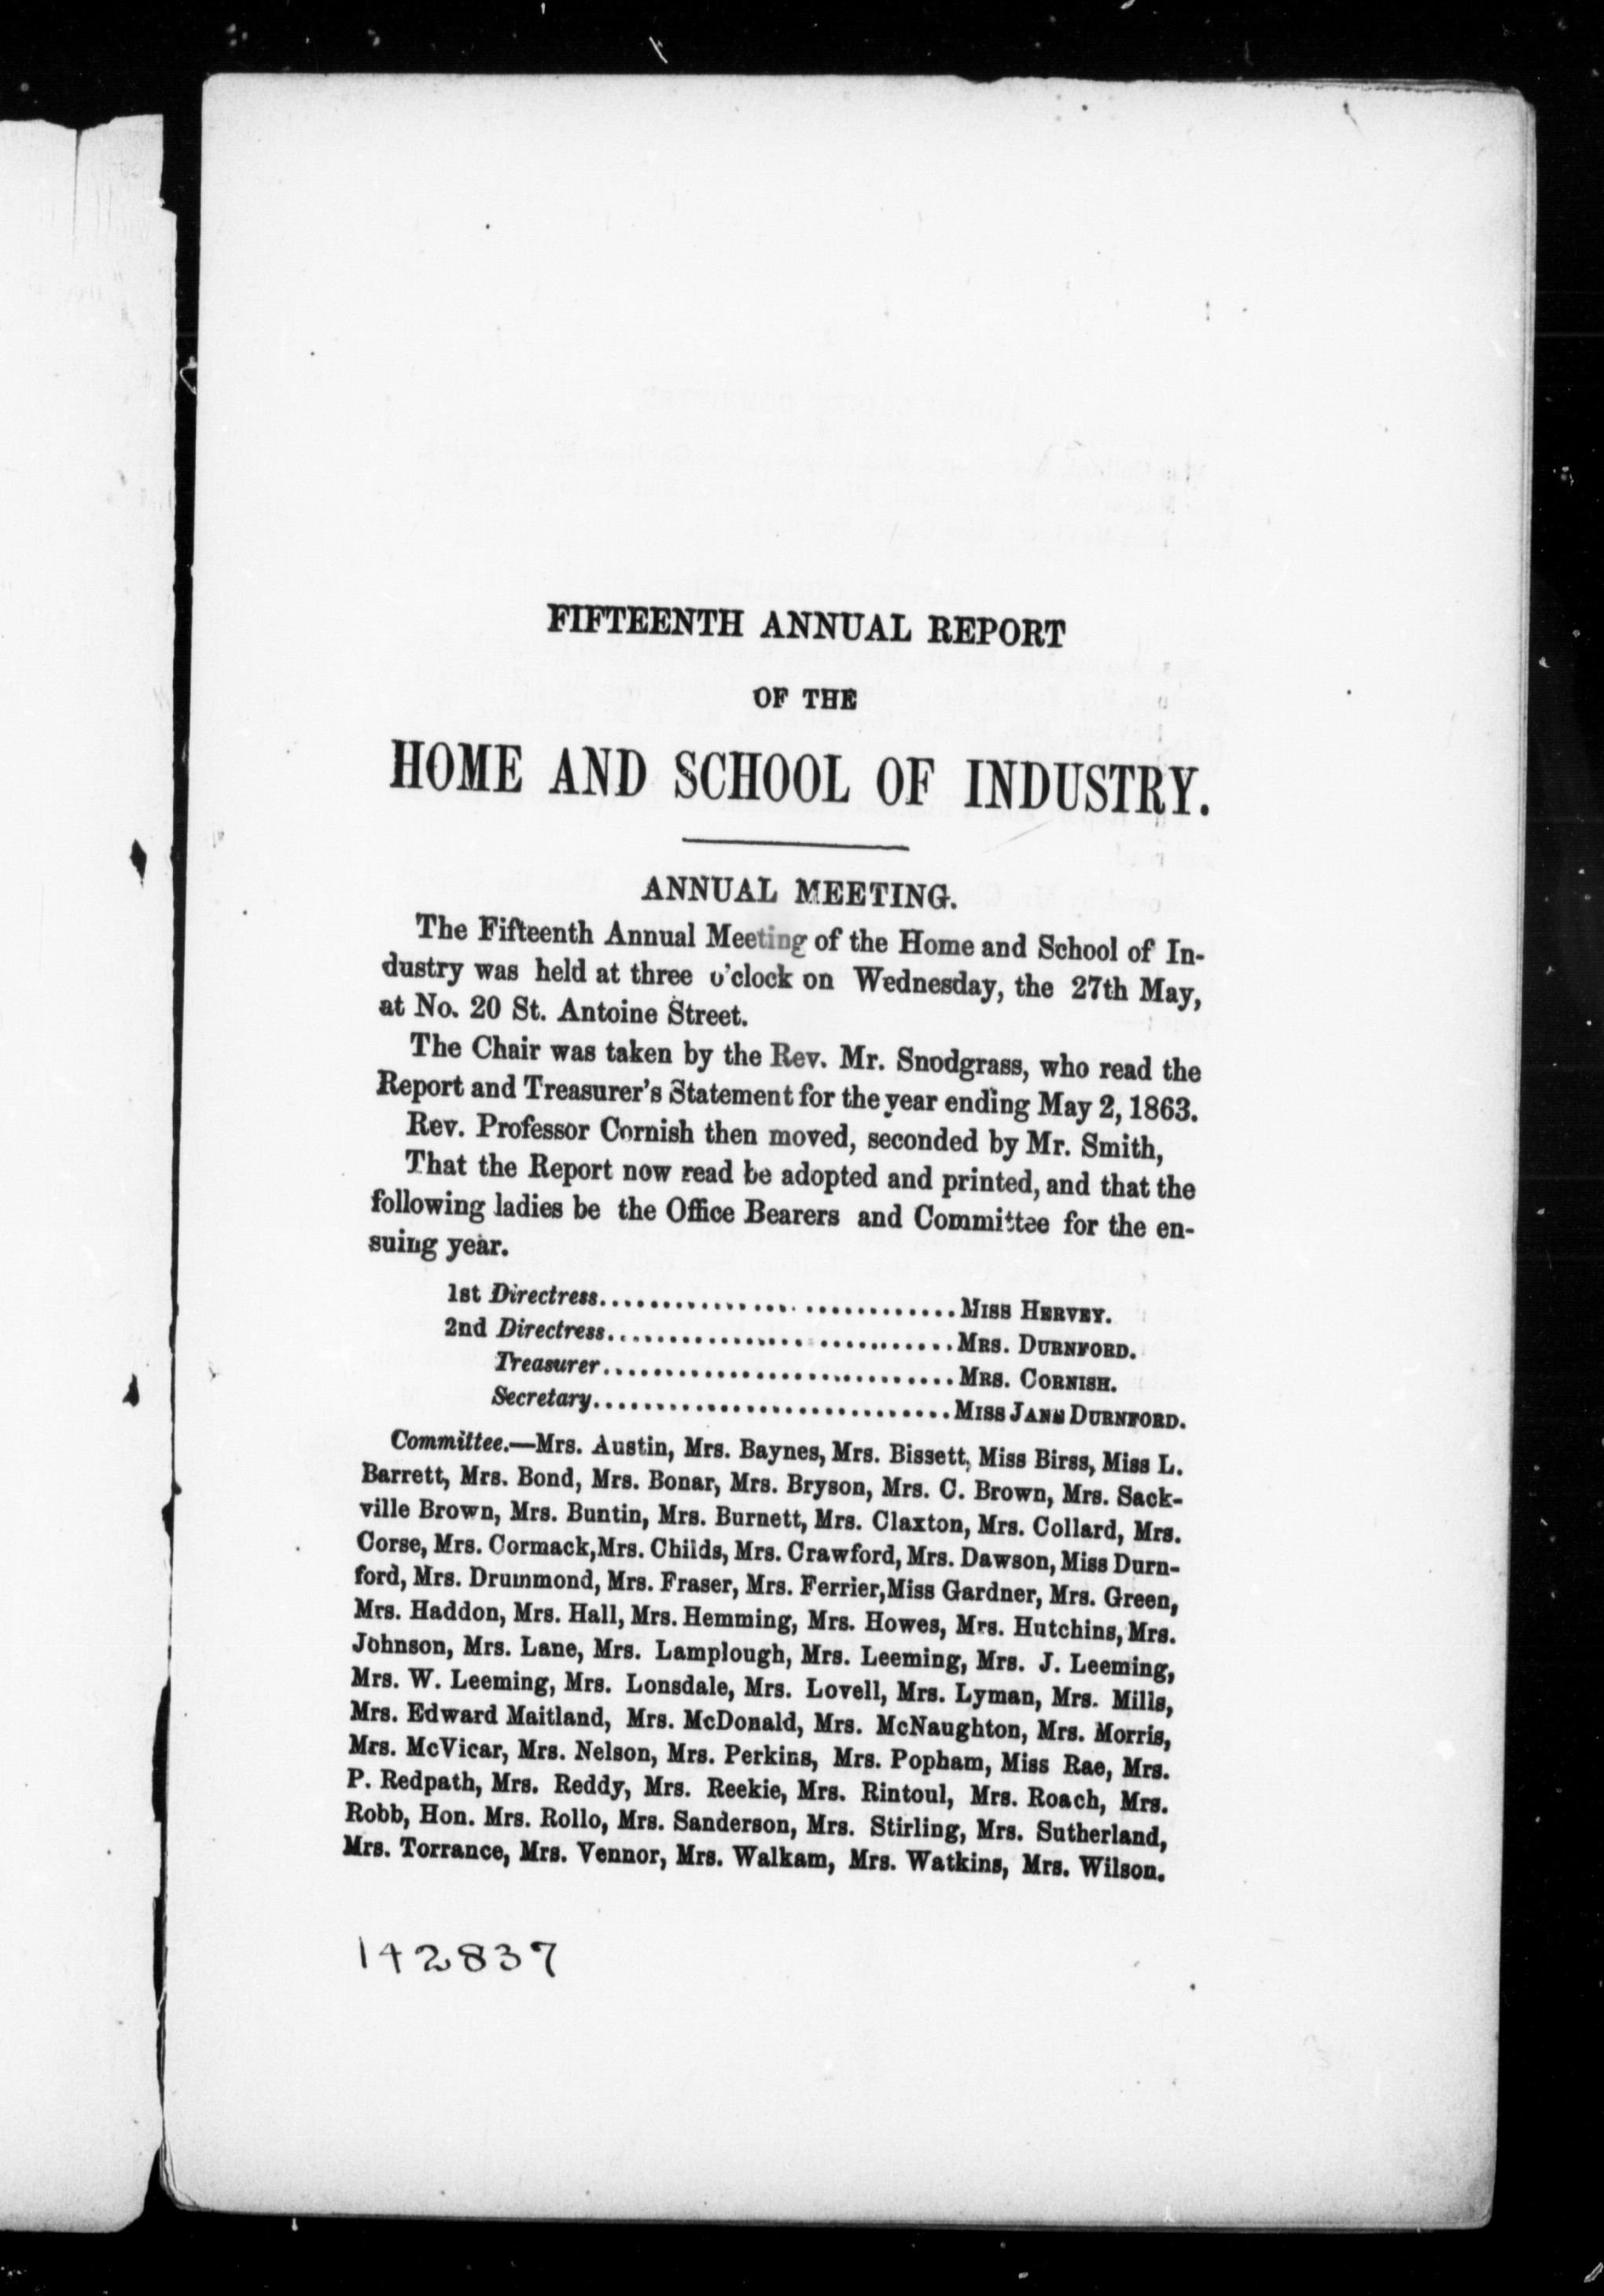 FIFTEENTH ANNUAL REPORT
OF THE
HOME AND SCHOOL OF INDUSTRY.
ANNUAL MEETING.
The Fifteenth Annual Meeting of the Home and School of In-
dustry was held at three o'clock on Wednesday, the 27th May,
at No. 20 St. Antoine Street.
The Chair was taken by the Rev. Mr. Snodgrass, who read the
Report and Treasurer's Statement for the year ending May 2, 1863.
Rev. Professor Cornish then moved, seconded by Mr. Smith,
That the Report now read be adopted and printed, and that the
following ladies be the Office Bearers and Committee for the en-
suing year.
1st Directress............................MISS HERVEY.
2nd Directress............................MRS. DURNFORD.
Treasurer............................MRS. CORNISH.
Secretary............................MISS JANE DURNFORD.
Committee.—Mrs. Austin, Mrs. Baynes, Mrs. Bissett, Miss Birss, Miss L.
Barrett, Mrs. Bond, Mrs. Bonar, Mrs. Bryson, Mrs. C. Brown, Mrs. Sack-
ville Brown, Mrs. Buntin, Mrs. Burnett, Mrs. Claxton, Mrs. Collard, Mrs.
Corse, Mrs. Cormack, Mrs. Childs, Mrs. Crawford, Mrs. Dawson, Miss Durn-
ford, Mrs. Drummond, Mrs. Fraser, Mrs. Ferrier, Miss Gardner, Mrs. Green,
Mrs. Haddon, Mrs. Hall, Mrs. Hemming, Mrs. Howes, Mrs. Hutchins, Mrs.
Johnson, Mrs. Lane, Mrs. Lamplough, Mrs. Leeming, Mrs. J. Leeming,
Mrs. W. Leeming, Mrs. Lonsdale, Mrs. Lovell, Mrs. Lyman, Mrs. Mills,
Mrs. Edward Maitland, Mrs. McDonald, Mrs. McNaughton, Mrs. Morris,
Mrs. McVicar, Mrs. Nelson, Mrs. Perkins, Mrs. Popham, Miss Rae, Mrs.
P. Redpath, Mrs. Reddy, Mrs. Reekie, Mrs. Rintoul, Mrs. Roach, Mrs.
Robb, Hon. Mrs. Rollo, Mrs. Sanderson, Mrs. Stirling, Mrs. Sutherland,
Mrs. Torrance, Mrs. Vennor, Mrs. Walkam, Mrs. Watkins, Mrs. Wilson.
142837